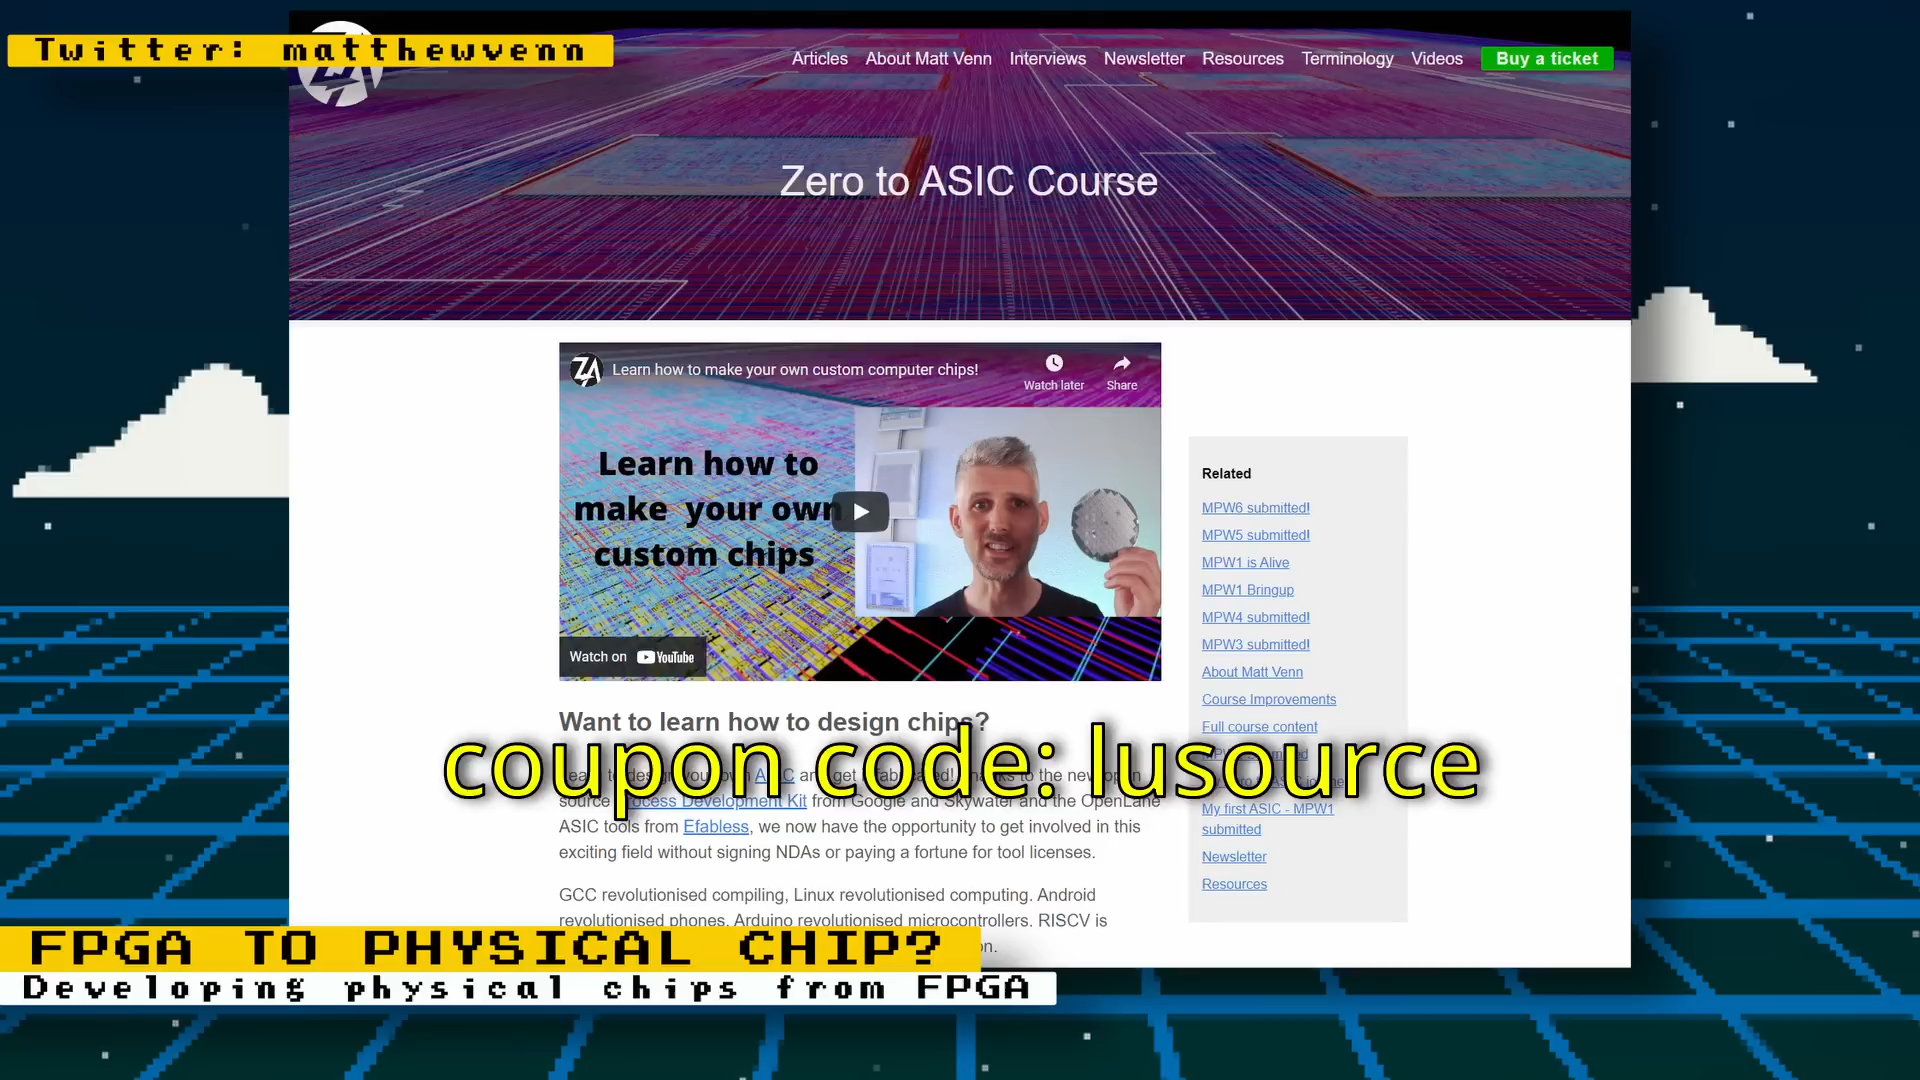 Twitter: matthewvenn
Articles About Matt Venn Interviews Newsletter Resources Terminology Videos Buy a ticket
Zero to ASIC Course
ZA Learn how to make your own custom computer chips!
Watch later Share
Learn how to
make your own
custom chips
Watch on YouTube
Want to learn how to design chips?
coupon code: lusource
ASIC
source Process Development Kit from Google and Skywater and the OpenLane
ASIC tools from Efabless, we now have the opportunity to get involved in this
exciting field without signing NDAs or paying a fortune for tool licenses.
GCC revolutionised compiling, Linux revolutionised computing. Android
revolutionised phones. Arduino revolutionised microcontrollers. RISCV is
Related
MPW6 submitted!
MPW5 submitted!
MPW1 is Alive
MPW1 Bringup
MPW4 submitted!
MPW3 submitted!
About Matt Venn
Course Improvements
Full course content
My first ASIC - MPW1
submitted
Newsletter
Resources
FPGA TO PHYSICAL CHIP?
Developing physical chips from FPGA